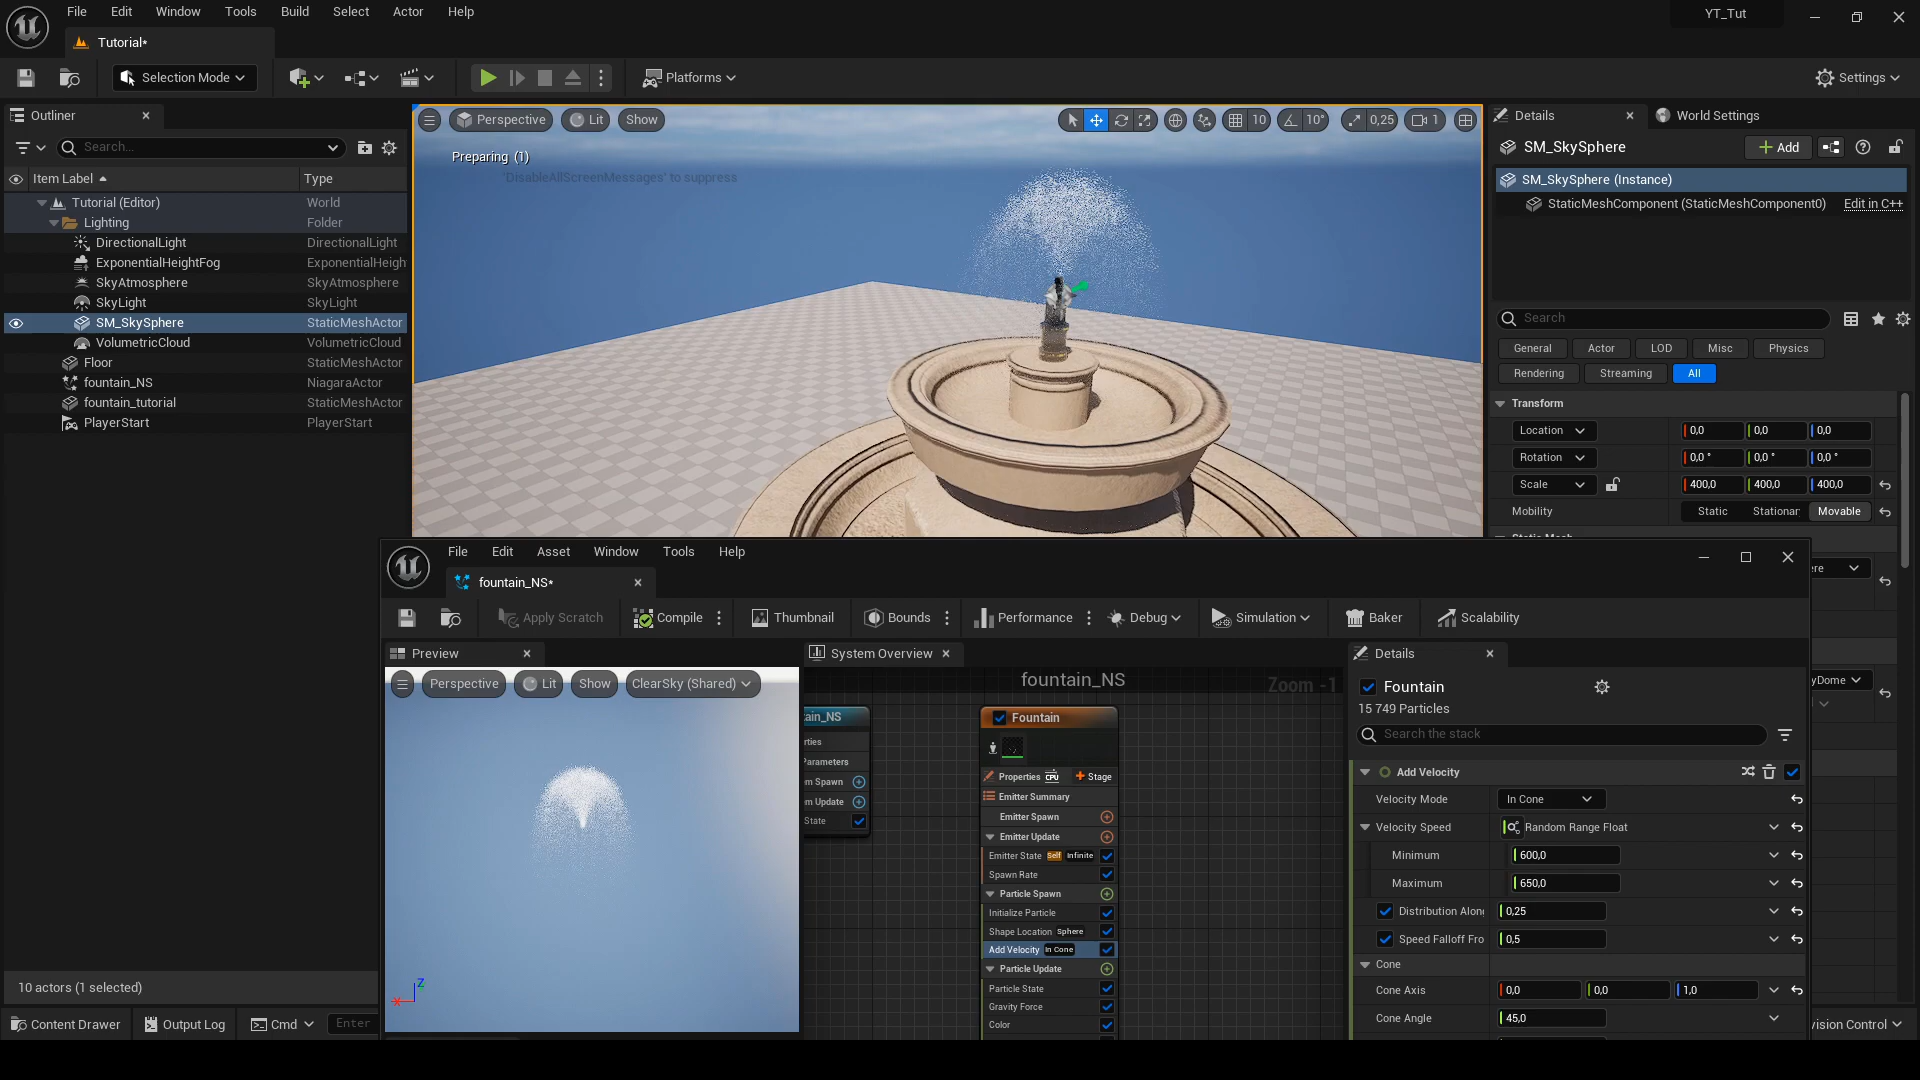 File Edit Window Tools Build Select Actor Help
YT_Tut
Tutorial*
Selection Mode
Platforms
Settings
Outliner
Search...
Item Label
Type
Tutorial (Editor) World
Lighting Folder
DirectionalLight DirectionalLight
ExponentialHeightFog ExponentialHeigh
SkyAtmosphere SkyAtmosphere
SkyLight SkyLight
SM_SkySphere StaticMeshActor
VolumetricCloud VolumetricCloud
Floor StaticMeshActor
fountain_NS NiagaraActor
fountain_tutorial StaticMeshActor
PlayerStart PlayerStart
10 actors (1 selected)
Perspective Lit Show
10 10° 0,25 1
Preparing (1)
'DisableAllScreenMessages' to suppress
Details World Settings
SM_SkySphere
Add
SM_SkySphere (Instance)
StaticMeshComponent (StaticMeshComponent0) Edit in C++
Search
General Actor LOD Misc Physics
Rendering Streaming All
Transform
Location 0,0 0,0 0,0
Rotation 0,0 ° 0,0 ° 0,0 °
Scale 400,0 400,0 400,0
Mobility Static Stationar Movable
File Edit Asset Window Tools Help
fountain_NS*
Apply Scratch Compile Thumbnail Bounds Performance Debug Simulation Baker Scalability
Preview
Perspective Lit Show ClearSky (Shared)
Z
X
System Overview
fountain_NS
Zoom -1
tain_NS
rties
Parameters
m Spawn
m Update
State
Fountain
Properties CPU Stage
Emitter Summary
Emitter Spawn
Emitter Update
Emitter State Self Infinite
Spawn Rate
Particle Spawn
Initialize Particle
Shape Location Sphere
Add Velocity In Cone
Particle Update
Particle State
Gravity Force
Color
Details
Fountain
15 749 Particles
Search the stack
Add Velocity
Velocity Mode In Cone
Velocity Speed Random Range Float
Minimum 600,0
Maximum 650,0
Distribution Along 0,25
Speed Falloff Fro 0,5
Cone
Cone Axis 0,0 0,0 1,0
Cone Angle 45,0
ere
yDome
Content Drawer Output Log Cmd Enter
vision Control